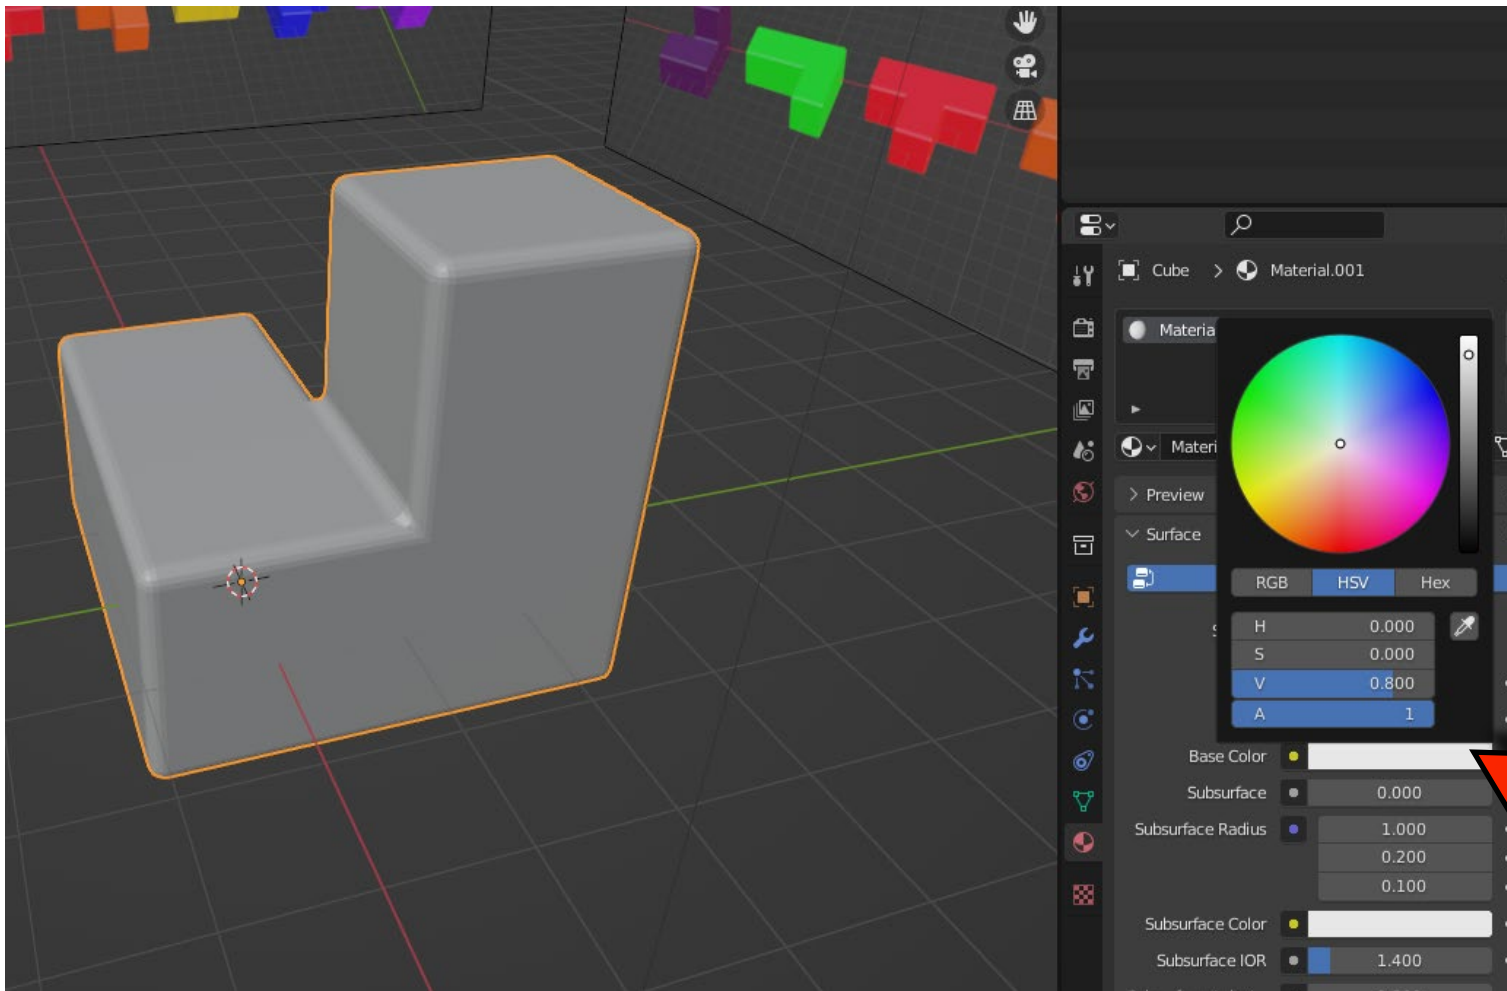 Cube > Material.001
Materia
Materi
Preview
Surface
RGB HSV Hex
H 0.000
S 0.000
V 0.800
A 1
Base Color
Subsurface 0.000
Subsurface Radius 1.000
0.200
0.100
Subsurface Color
Subsurface IOR 1.400